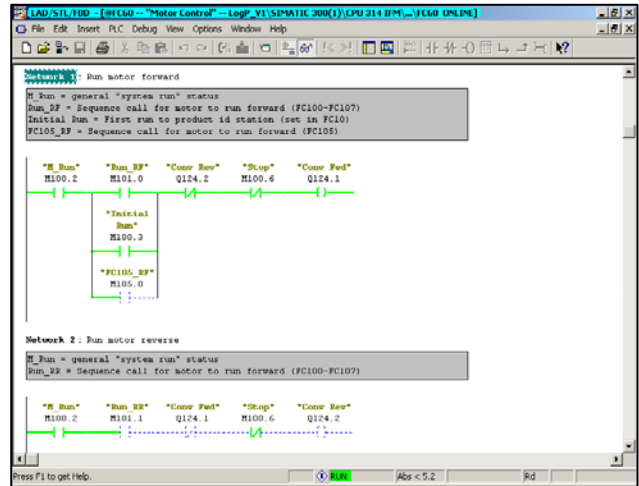 LAD/STL/FBD - [@FC60 -- "Motor Control" -- LogP_V1\SIMATIC 300(1)\CPU 314 IFM\...\FC60 ONLINE]
File Edit Insert PLC Debug View Options Window Help
Network 1: Run motor forward
M_Run = general "system run" status
Run_RF = Sequence call for motor to run forward (FC100-FC107)
Initial Run = First run to product id station (set in FC10)
FC105_RF = Sequence call for motor to run forward (FC105)
"M_Run" "Run_RF" "Conv Rev" "Stop" "Conv Fwd"
M100.2 M101.0 Q124.2 M100.6 Q124.1
"Initial
Run"
M100.3
"FC105_RF"
M105.0
Network 2: Run motor reverse
M_Run = general "system run" status
Run_RR = Sequence call for motor to run forward (FC100-FC107)
"M_Run" "Run_RR" "Conv Fwd" "Stop" "Conv Rev"
M100.2 M101.1 Q124.1 M100.6 Q124.2
Press F1 to get Help. RUN Abs < 5.2 Rd